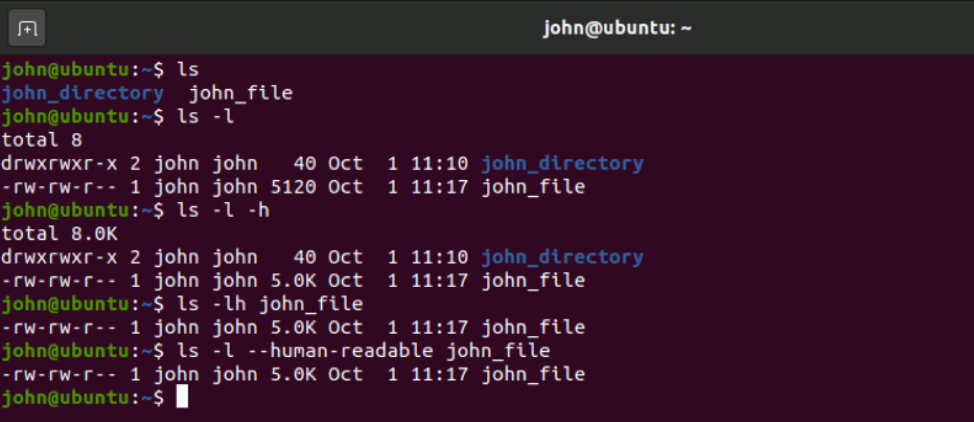 john@ubuntu: ~
john@ubuntu:~$ ls
john_directory  john_file
john@ubuntu:~$ ls -l
total 8
drwxrwxr-x 2 john john   40 Oct  1 11:10 john_directory
-rw-rw-r-- 1 john john 5120 Oct  1 11:17 john_file
john@ubuntu:~$ ls -l -h
total 8.0K
drwxrwxr-x 2 john john   40 Oct  1 11:10 john_directory
-rw-rw-r-- 1 john john 5.0K Oct  1 11:17 john_file
john@ubuntu:~$ ls -lh john_file
-rw-rw-r-- 1 john john 5.0K Oct  1 11:17 john_file
john@ubuntu:~$ ls -l --human-readable john_file
-rw-rw-r-- 1 john john 5.0K Oct  1 11:17 john_file
john@ubuntu:~$